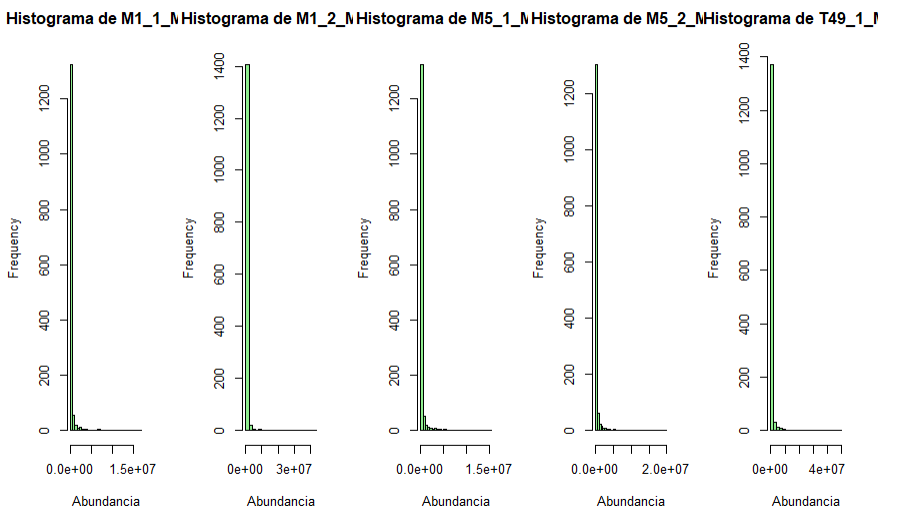 Histograma de M1_1_M
Histograma de M1_2_M
Histograma de M5_1_M
Histograma de M5_2_M
Histograma de T49_1_M
Frequency
0
200
400
600
800
1000
1200
0.0e+00
1.5e+07
Abundancia
Frequency
0
200
400
600
800
1000
1200
1400
0e+00
3e+07
Abundancia
Frequency
0
200
400
600
800
1000
1200
0.0e+00
1.5e+07
Abundancia
Frequency
0
200
400
600
800
1000
1200
0.0e+00
2.0e+07
Abundancia
Frequency
0
200
400
600
800
1000
1200
1400
0e+00
4e+07
Abundancia